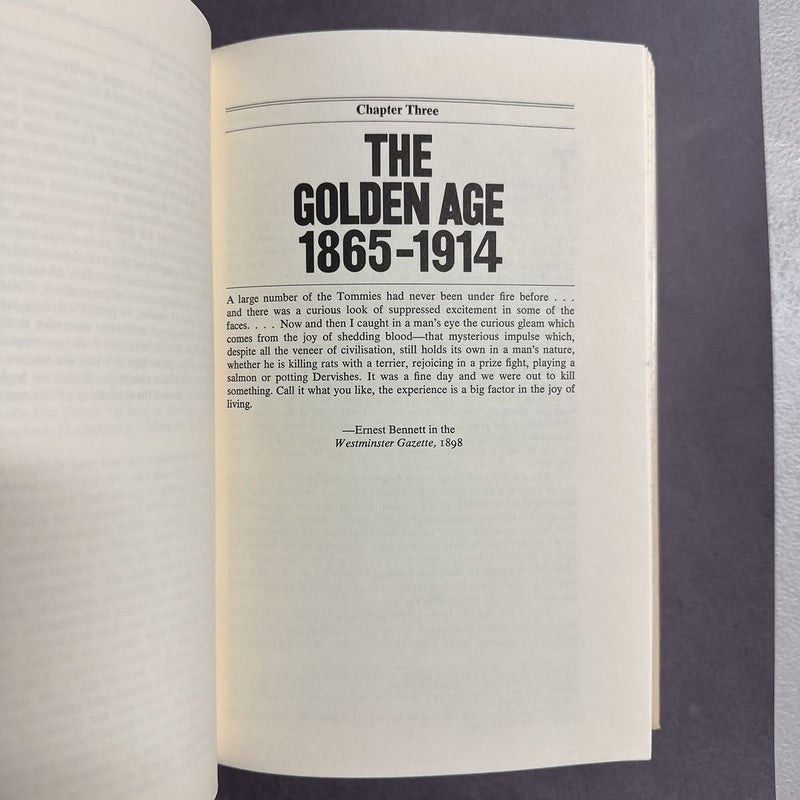 Chapter Three
THE
GOLDEN AGE
1865-1914
A large number of the Tommies had never been under fire before . . .
and there was a curious look of suppressed excitement in some of the
faces. . . . Now and then I caught in a man's eye the curious gleam which
comes from the joy of shedding blood—that mysterious impulse which,
despite all the veneer of civilisation, still holds its own in a man's nature,
whether he is killing rats with a terrier, rejoicing in a prize fight, playing a
salmon or potting Dervishes. It was a fine day and we were out to kill
something. Call it what you like, the experience is a big factor in the joy of
living.
—Ernest Bennett in the
Westminster Gazette, 1898